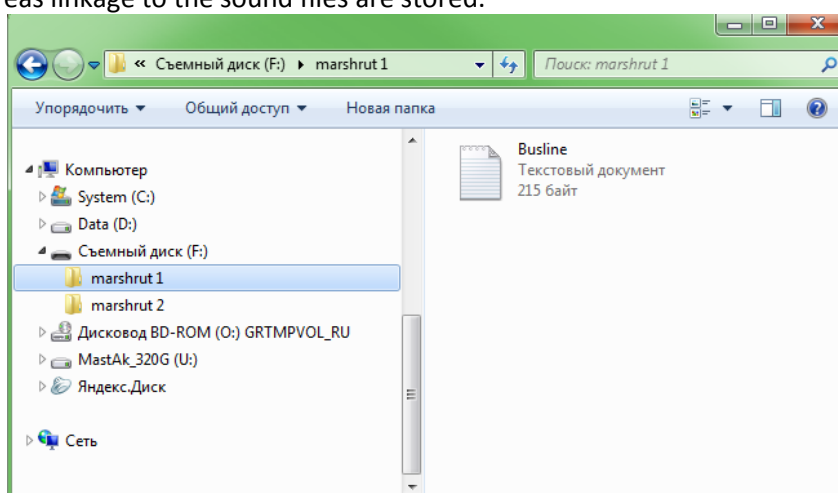 eas linkage to the sound files are stored.
« Съемный диск (F:) marshrut 1
Поиск: marshrut 1
Упорядочить Общий доступ Новая папка
Компьютер
System (C:)
Data (D:)
Съемный диск (F:)
marshrut 1
marshrut 2
Дисковод BD-ROM (O:) GRTMPVOL_RU
MastAk_320G (U:)
Яндекс.Диск
Сеть
Busline
Текстовый документ
215 байт